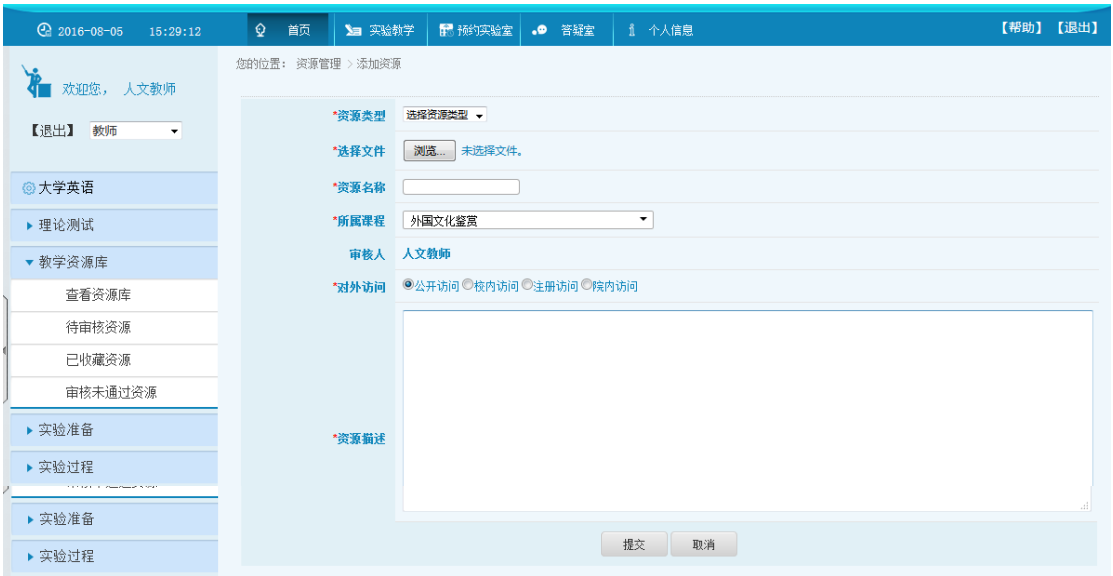 2016-08-05 15:29:12 首页 实验教学 预约实验室 答疑室 个人信息 【帮助】【退出】
欢迎您， 人文教师
【退出】 教师
大学英语
理论测试
教学资源库
查看资源库
待审核资源
已收藏资源
审核未通过资源
实验准备
实验过程
实验准备
实验过程
您的位置： 资源管理 > 添加资源
*资源类型 选择资源类型
*选择文件 浏览... 未选择文件。
*资源名称
*所属课程 外国文化鉴赏
审核人 人文教师
*对外访问 公开访问 校内访问 注册访问 院内访问
*资源描述
提交 取消